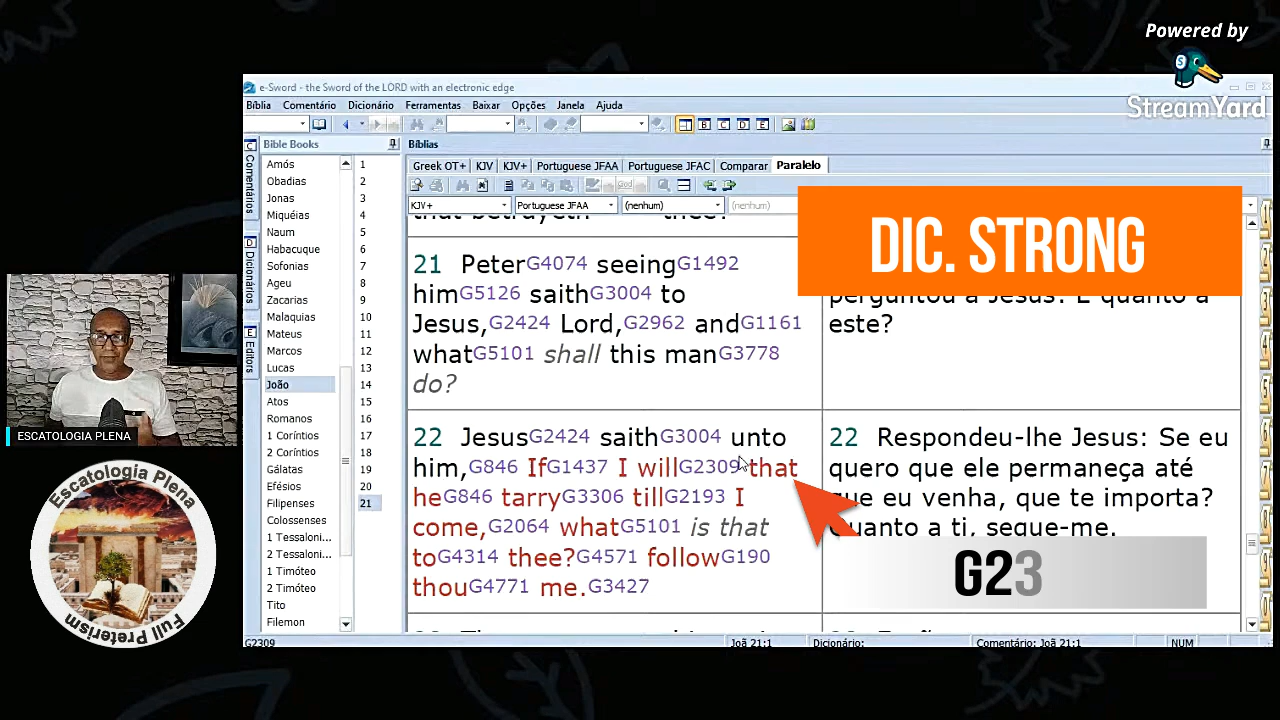 Powered by
StreamYard
e-Sword - the Sword of the LORD with an electronic edge
Bíblia Comentário Dicionário Ferramentas Baixar Opções Janela Ajuda
Bible Books
Bíblias
Greek OT+ KJV KJV+ Portuguese JFAA Portuguese JFAC Comparar Paralelo
KJV+ Portuguese JFAA (nenhum) (nenhum)
Comentários
Dicionários
Editors
Amós
Obadias
Jonas
Miquéias
Naum
Habacuque
Sofonias
Ageu
Zacarias
Malaquias
Mateus
Marcos
Lucas
João
Atos
Romanos
1 Coríntios
2 Coríntios
Gálatas
Efésios
Filipenses
Colossenses
1 Tessaloni...
2 Tessaloni...
1 Timóteo
2 Timóteo
Tito
Filemon
1
2
3
4
5
6
7
8
9
10
11
12
13
14
15
16
17
18
19
20
21
that betrayeth thee?
21 PeterG4074 seeingG1492
himG5126 saithG3004 to
Jesus,G2424 Lord,G2962 andG1161
whatG5101 shall this manG3778
do?
22 JesusG2424 saithG3004 unto
him,G846 IfG1437 I willG2309 that
heG846 tarryG3306 tillG2193 I
come,G2064 whatG5101 is that
toG4314 thee?G4571 followG190
thouG4771 me.G3427
DIC. STRONG
perguntou a Jesus: E quanto a
este?
22 Respondeu-lhe Jesus: Se eu
quero que ele permaneça até
que eu venha, que te importa?
Quanto a ti, segue-me.
G23
G2309 Joã 21:1 Dicionário: Comentário: Joã 21:1 NUM
ESCATOLOGIA PLENA
Escatologia Plena
Full Preterism